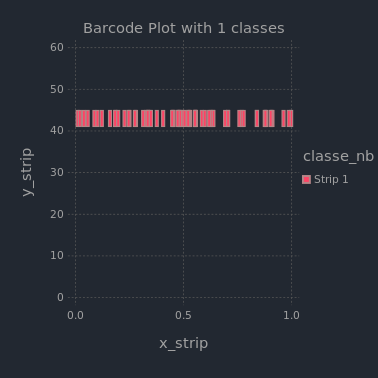 Barcode Plot with 1 classes
60
50
40
30
20
10
0
y_strip
0.0
0.5
1.0
x_strip
classe_nb
Strip 1